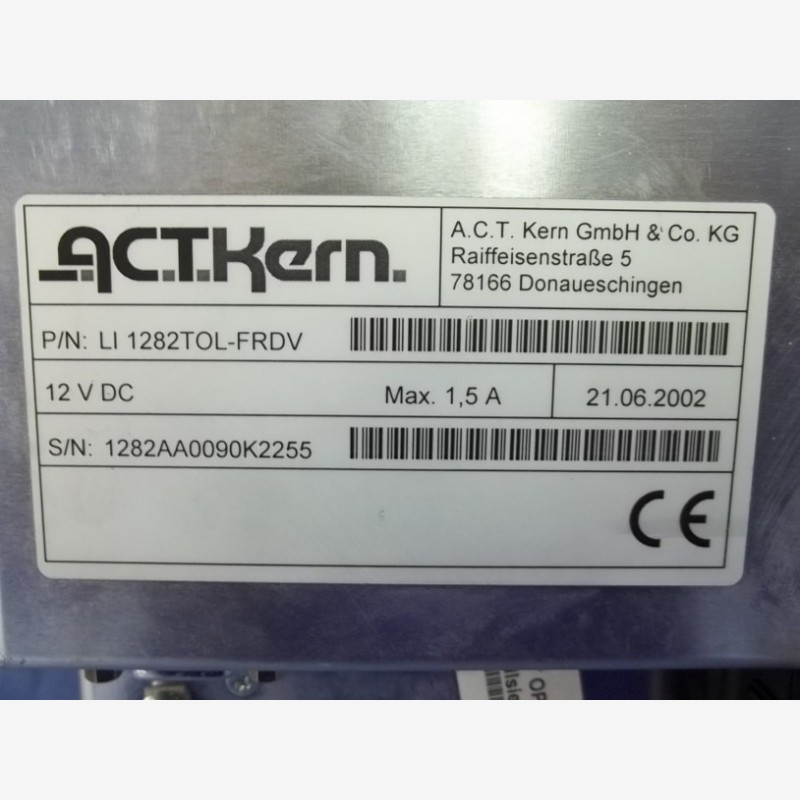 A.C.T.Kern.
A.C.T. Kern GmbH & Co. KG
Raiffeisenstraße 5
78166 Donaueschingen
P/N: LI 1282TOL-FRDV
12 V DC
Max. 1,5 A
21.06.2002
S/N: 1282AA0090K2255
CE
OP